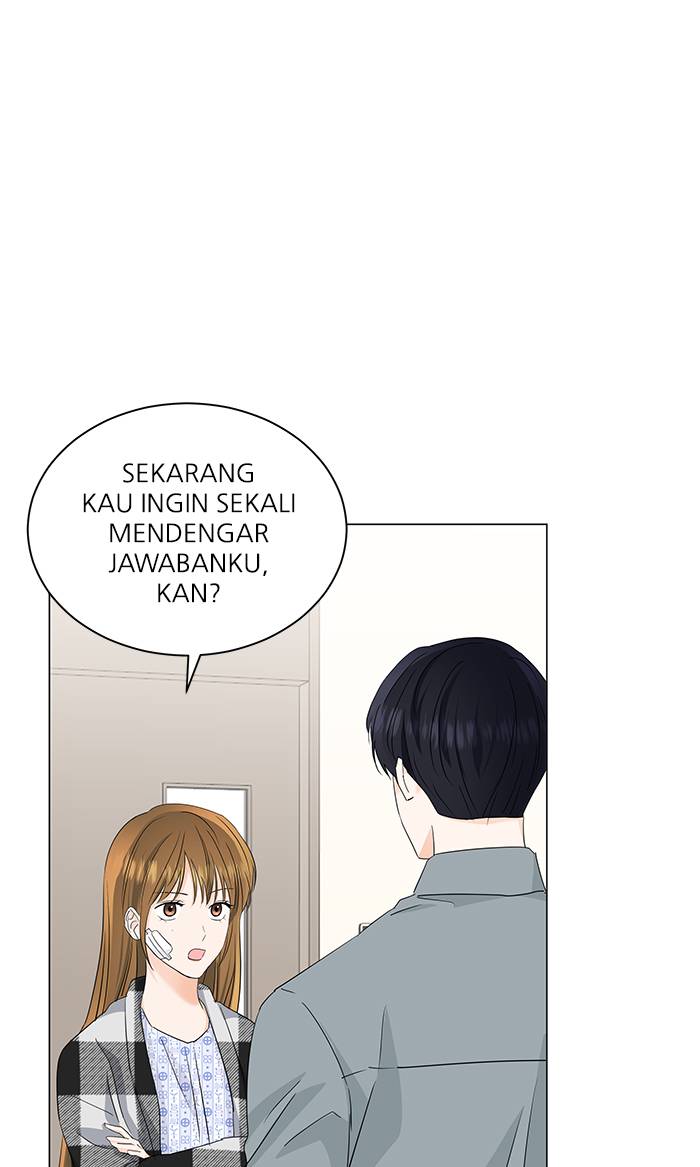 SEKARANG
KAU INGIN SEKALI
MENDENGAR
JAWABANKU,
KAN?